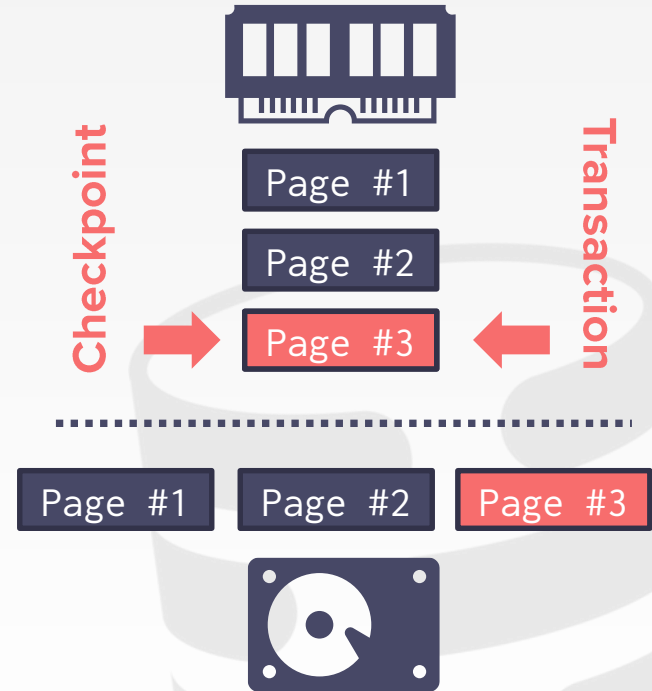 Checkpoint
Transaction
Page #1
Page #2
Page #3
Page #1
Page #2
Page #3